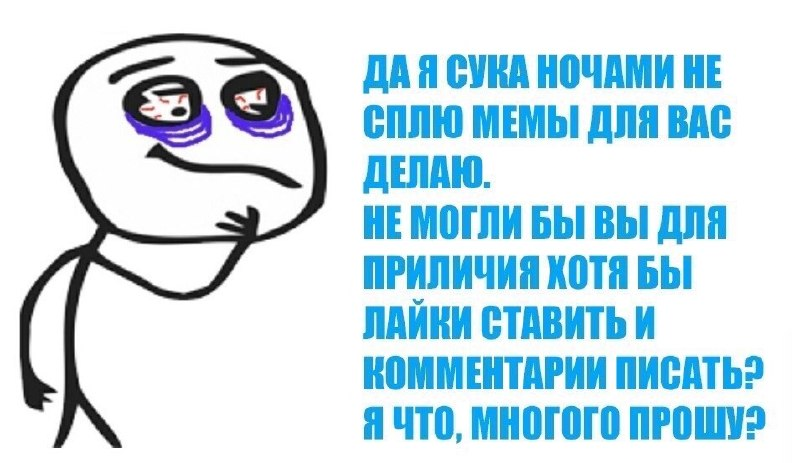 ДА Я СУКА НОЧАМИ НЕ
СПЛЮ МЕМЫ ДЛЯ ВАС
ДЕЛАЮ.
НЕ МОГЛИ БЫ ВЫ ДЛЯ
ПРИЛИЧИЯ ХОТЯ БЫ
ЛАЙКИ СТАВИТЬ И
КОММЕНТАРИИ ПИСАТЬ?
Я ЧТО, МНОГОГО ПРОШУ?